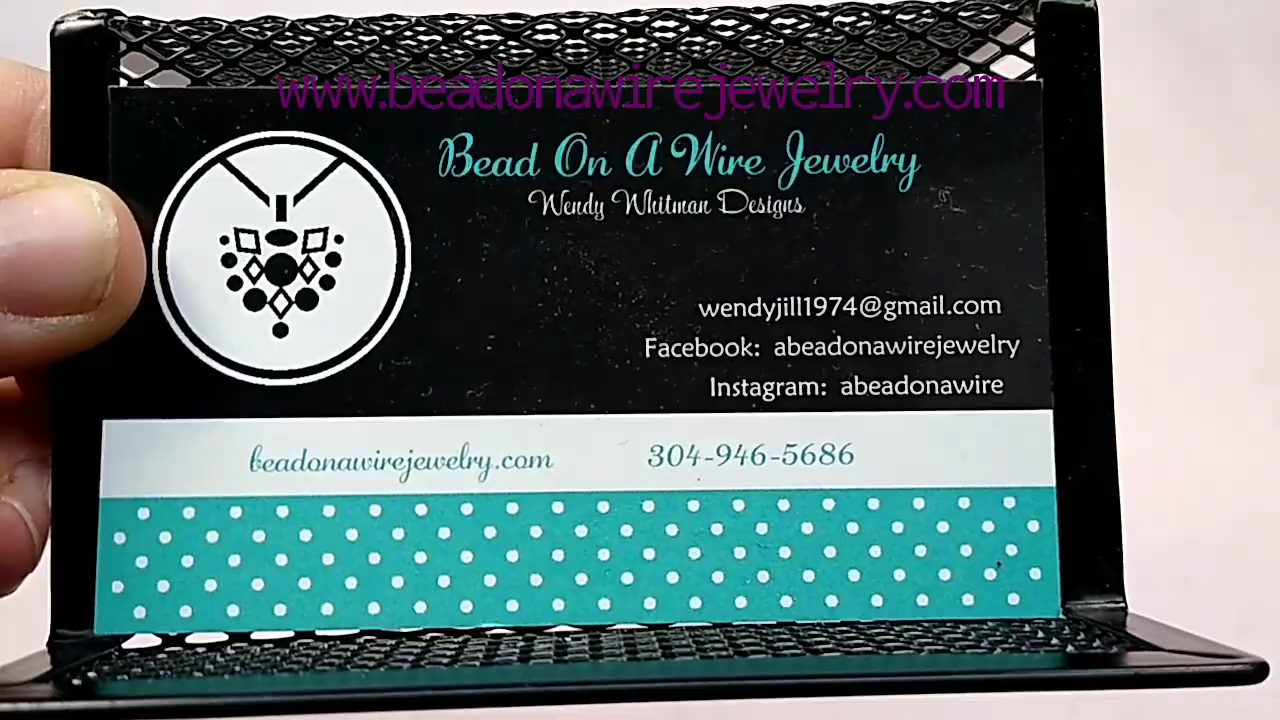 www.beadonawirejewelry.com
Bead On A Wire Jewelry
Wendy Whitman Designs
wendyjill1974@gmail.com
Facebook: abeadonawirejewelry
Instagram: abeadonawire
beadonawirejewelry.com 304-946-5686